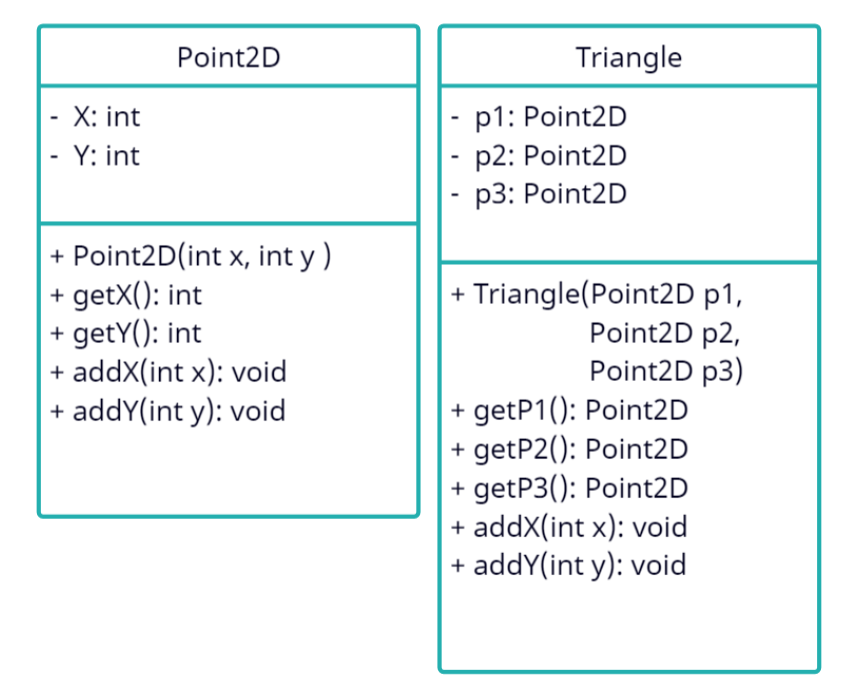 Point2D
- X: int
- Y: int
+ Point2D(int x, int y )
+ getX(): int
+ getY(): int
+ addX(int x): void
+ addY(int y): void
Triangle
- p1: Point2D
- p2: Point2D
- p3: Point2D
+ Triangle(Point2D p1,
Point2D p2,
Point2D p3)
+ getP1(): Point2D
+ getP2(): Point2D
+ getP3(): Point2D
+ addX(int x): void
+ addY(int y): void